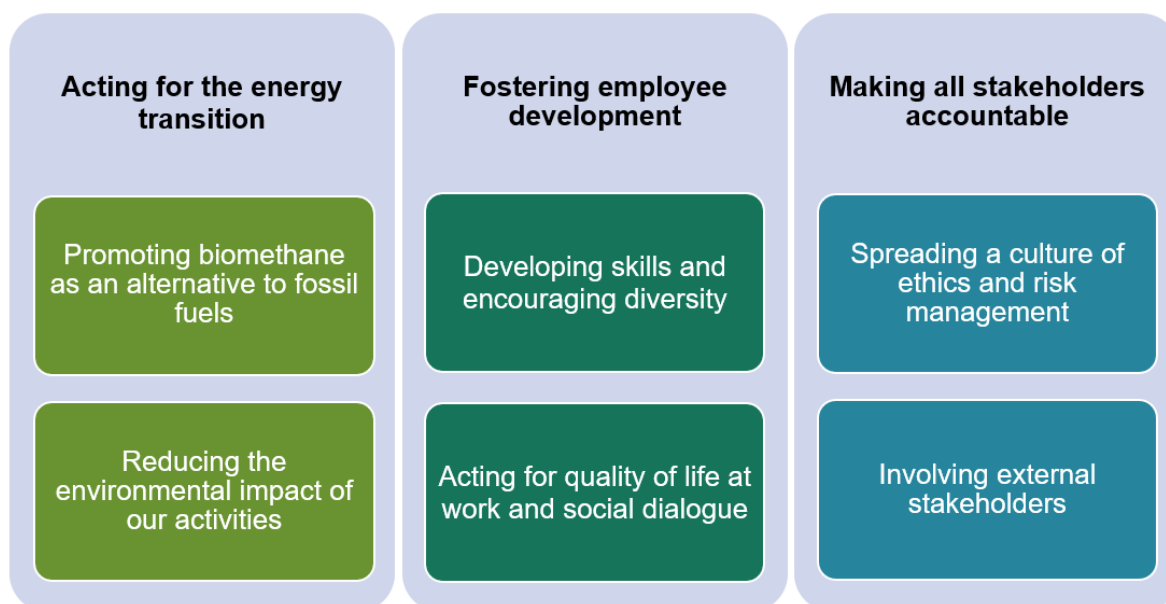 Acting for the energy
transition
Promoting biomethane
as an alternative to fossil
fuels
Reducing the
environmental impact of
our activities
Fostering employee
development
Developing skills and
encouraging diversity
Acting for quality of life at
work and social dialogue
Making all stakeholders
accountable
Spreading a culture of
ethics and risk
management
Involving external
stakeholders